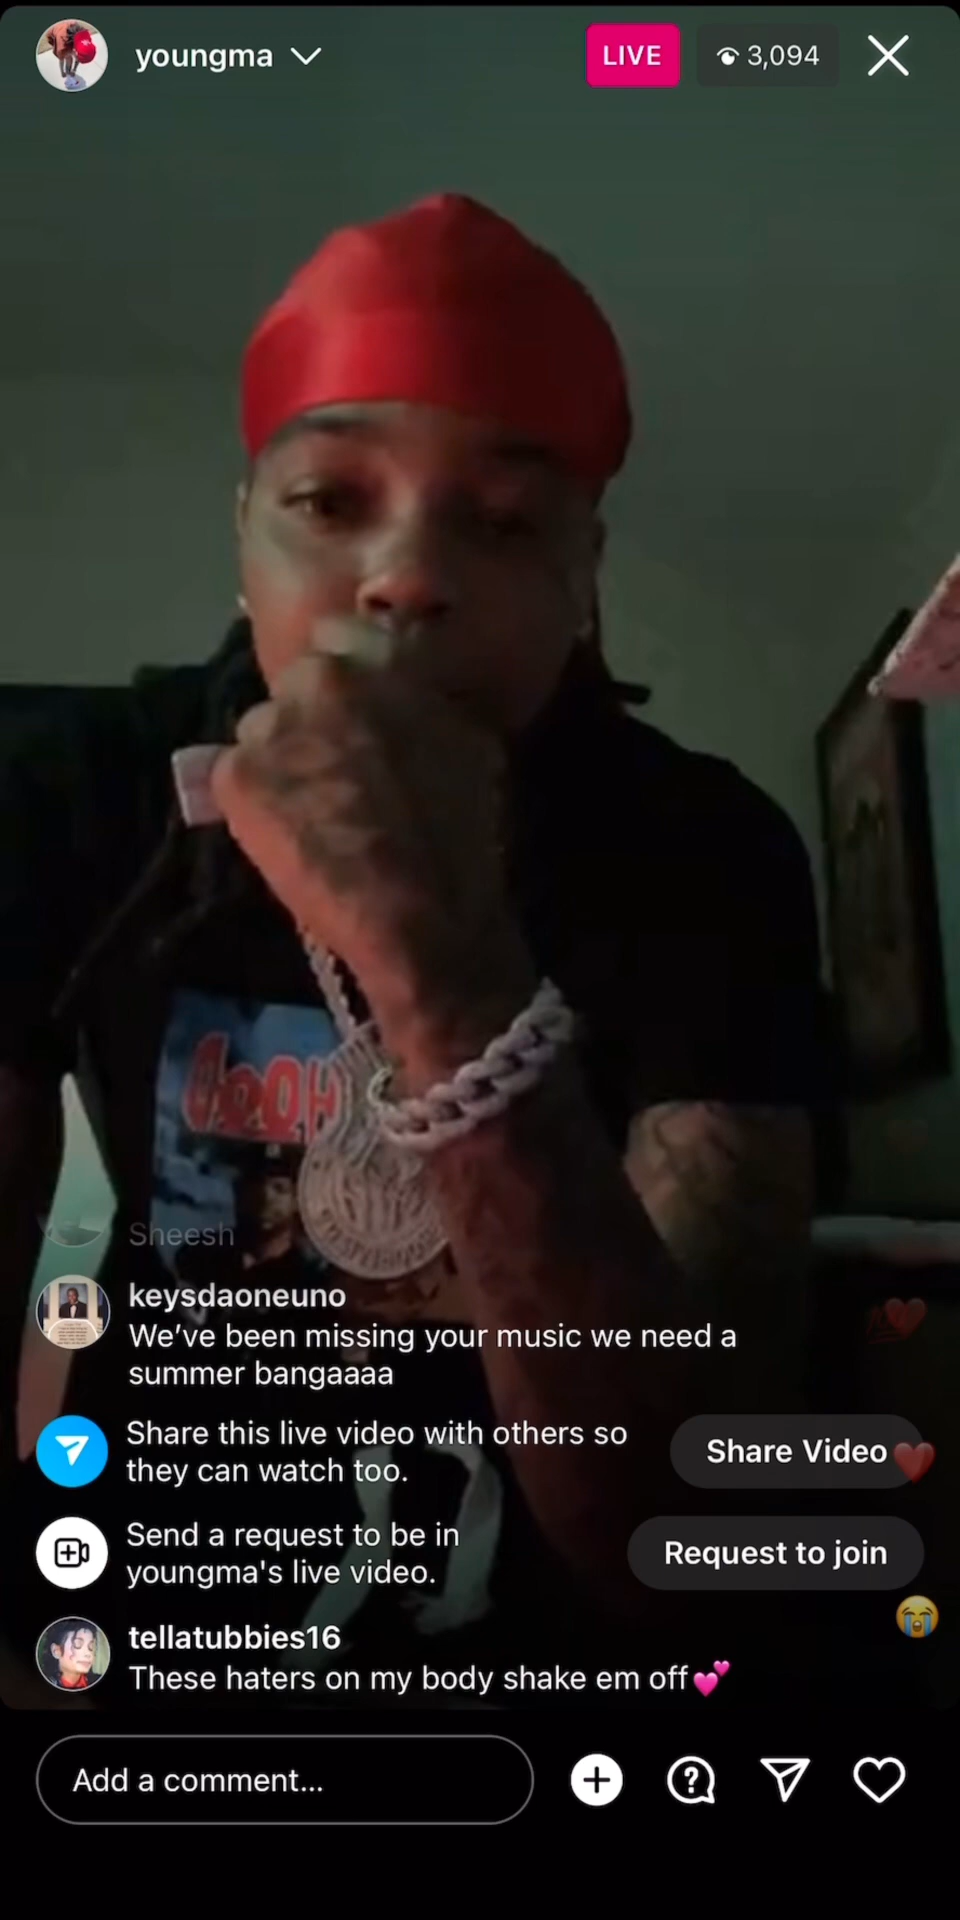 youngma
LIVE
3,094
Sheesh
keysdaoneuno
We've been missing your music we need a
summer bangaaaa
Share this live video with others so
they can watch too.
Share Video
Send a request to be in
youngma's live video.
Request to join
tellatubbies16
These haters on my body shake em off💕
Add a comment...